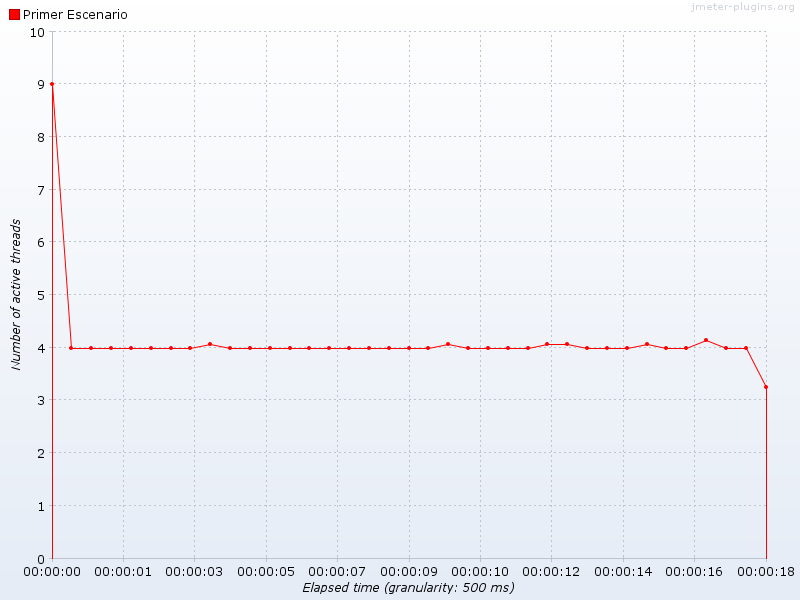 jmeter-plugins.org
Primer Escenario
10
9
8
7
6
5
4
3
2
1
0
Number of active threads
00:00:00 00:00:01 00:00:03 00:00:05 00:00:07 00:00:09 00:00:10 00:00:12 00:00:14 00:00:16 00:00:18
Elapsed time (granularity: 500 ms)